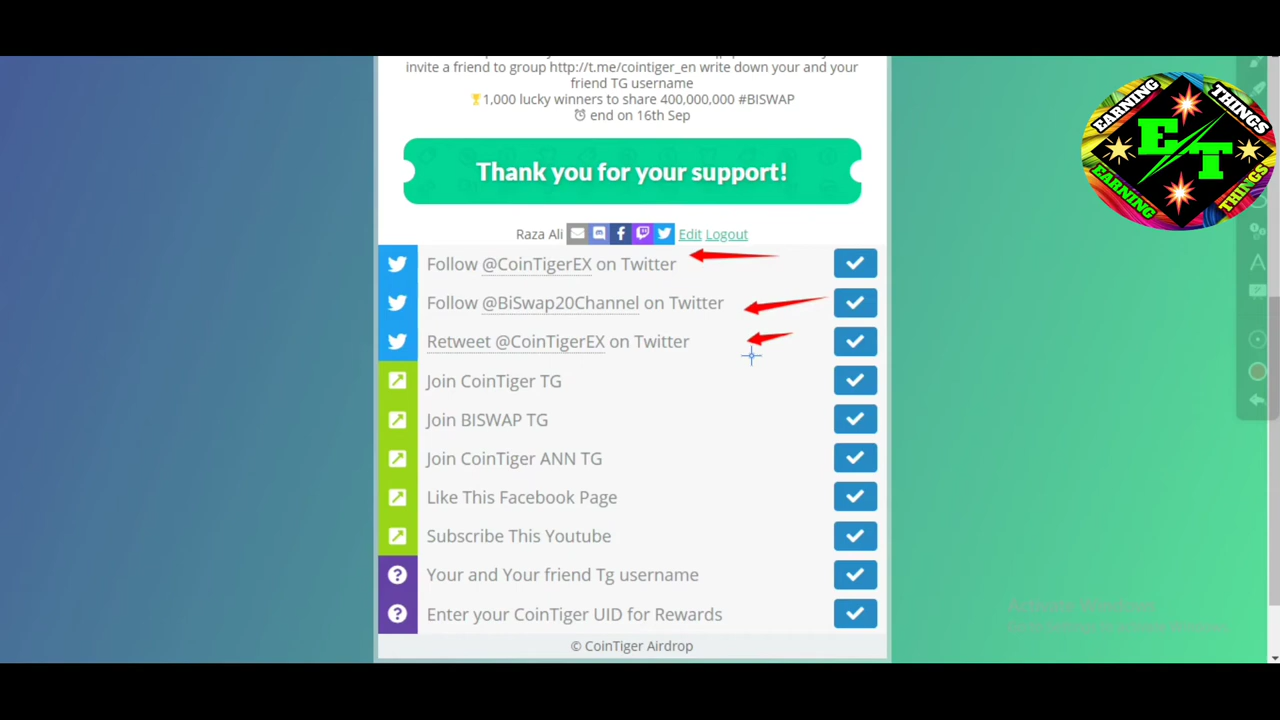 invite a friend to group http://t.me/cointiger_en write down your and your
friend TG username
🏆1,000 lucky winners to share 400,000,000 #BISWAP
⏰ end on 16th Sep
Thank you for your support!
Raza Ali Edit Logout
Follow @CoinTigerEX on Twitter
Follow @BiSwap20Channel on Twitter
Retweet @CoinTigerEX on Twitter
Join CoinTiger TG
Join BISWAP TG
Join CoinTiger ANN TG
Like This Facebook Page
Subscribe This Youtube
Your and Your friend Tg username
Enter your CoinTiger UID for Rewards
© CoinTiger Airdrop
EARNING THINGS
ET
EARNING THINGS
Activate Windows